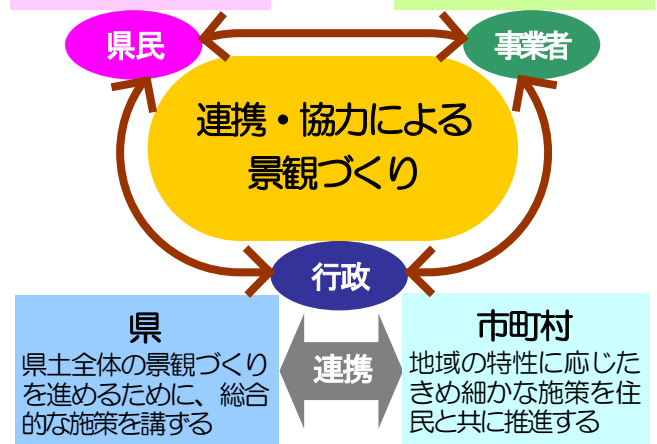 県民
事業者
連携・協力による
景観づくり
行政
県
県土全体の景観づくり
を進めるために、総合
的な施策を講ずる
連携
市町村
地域の特性に応じた
きめ細かな施策を住
民と共に推進する